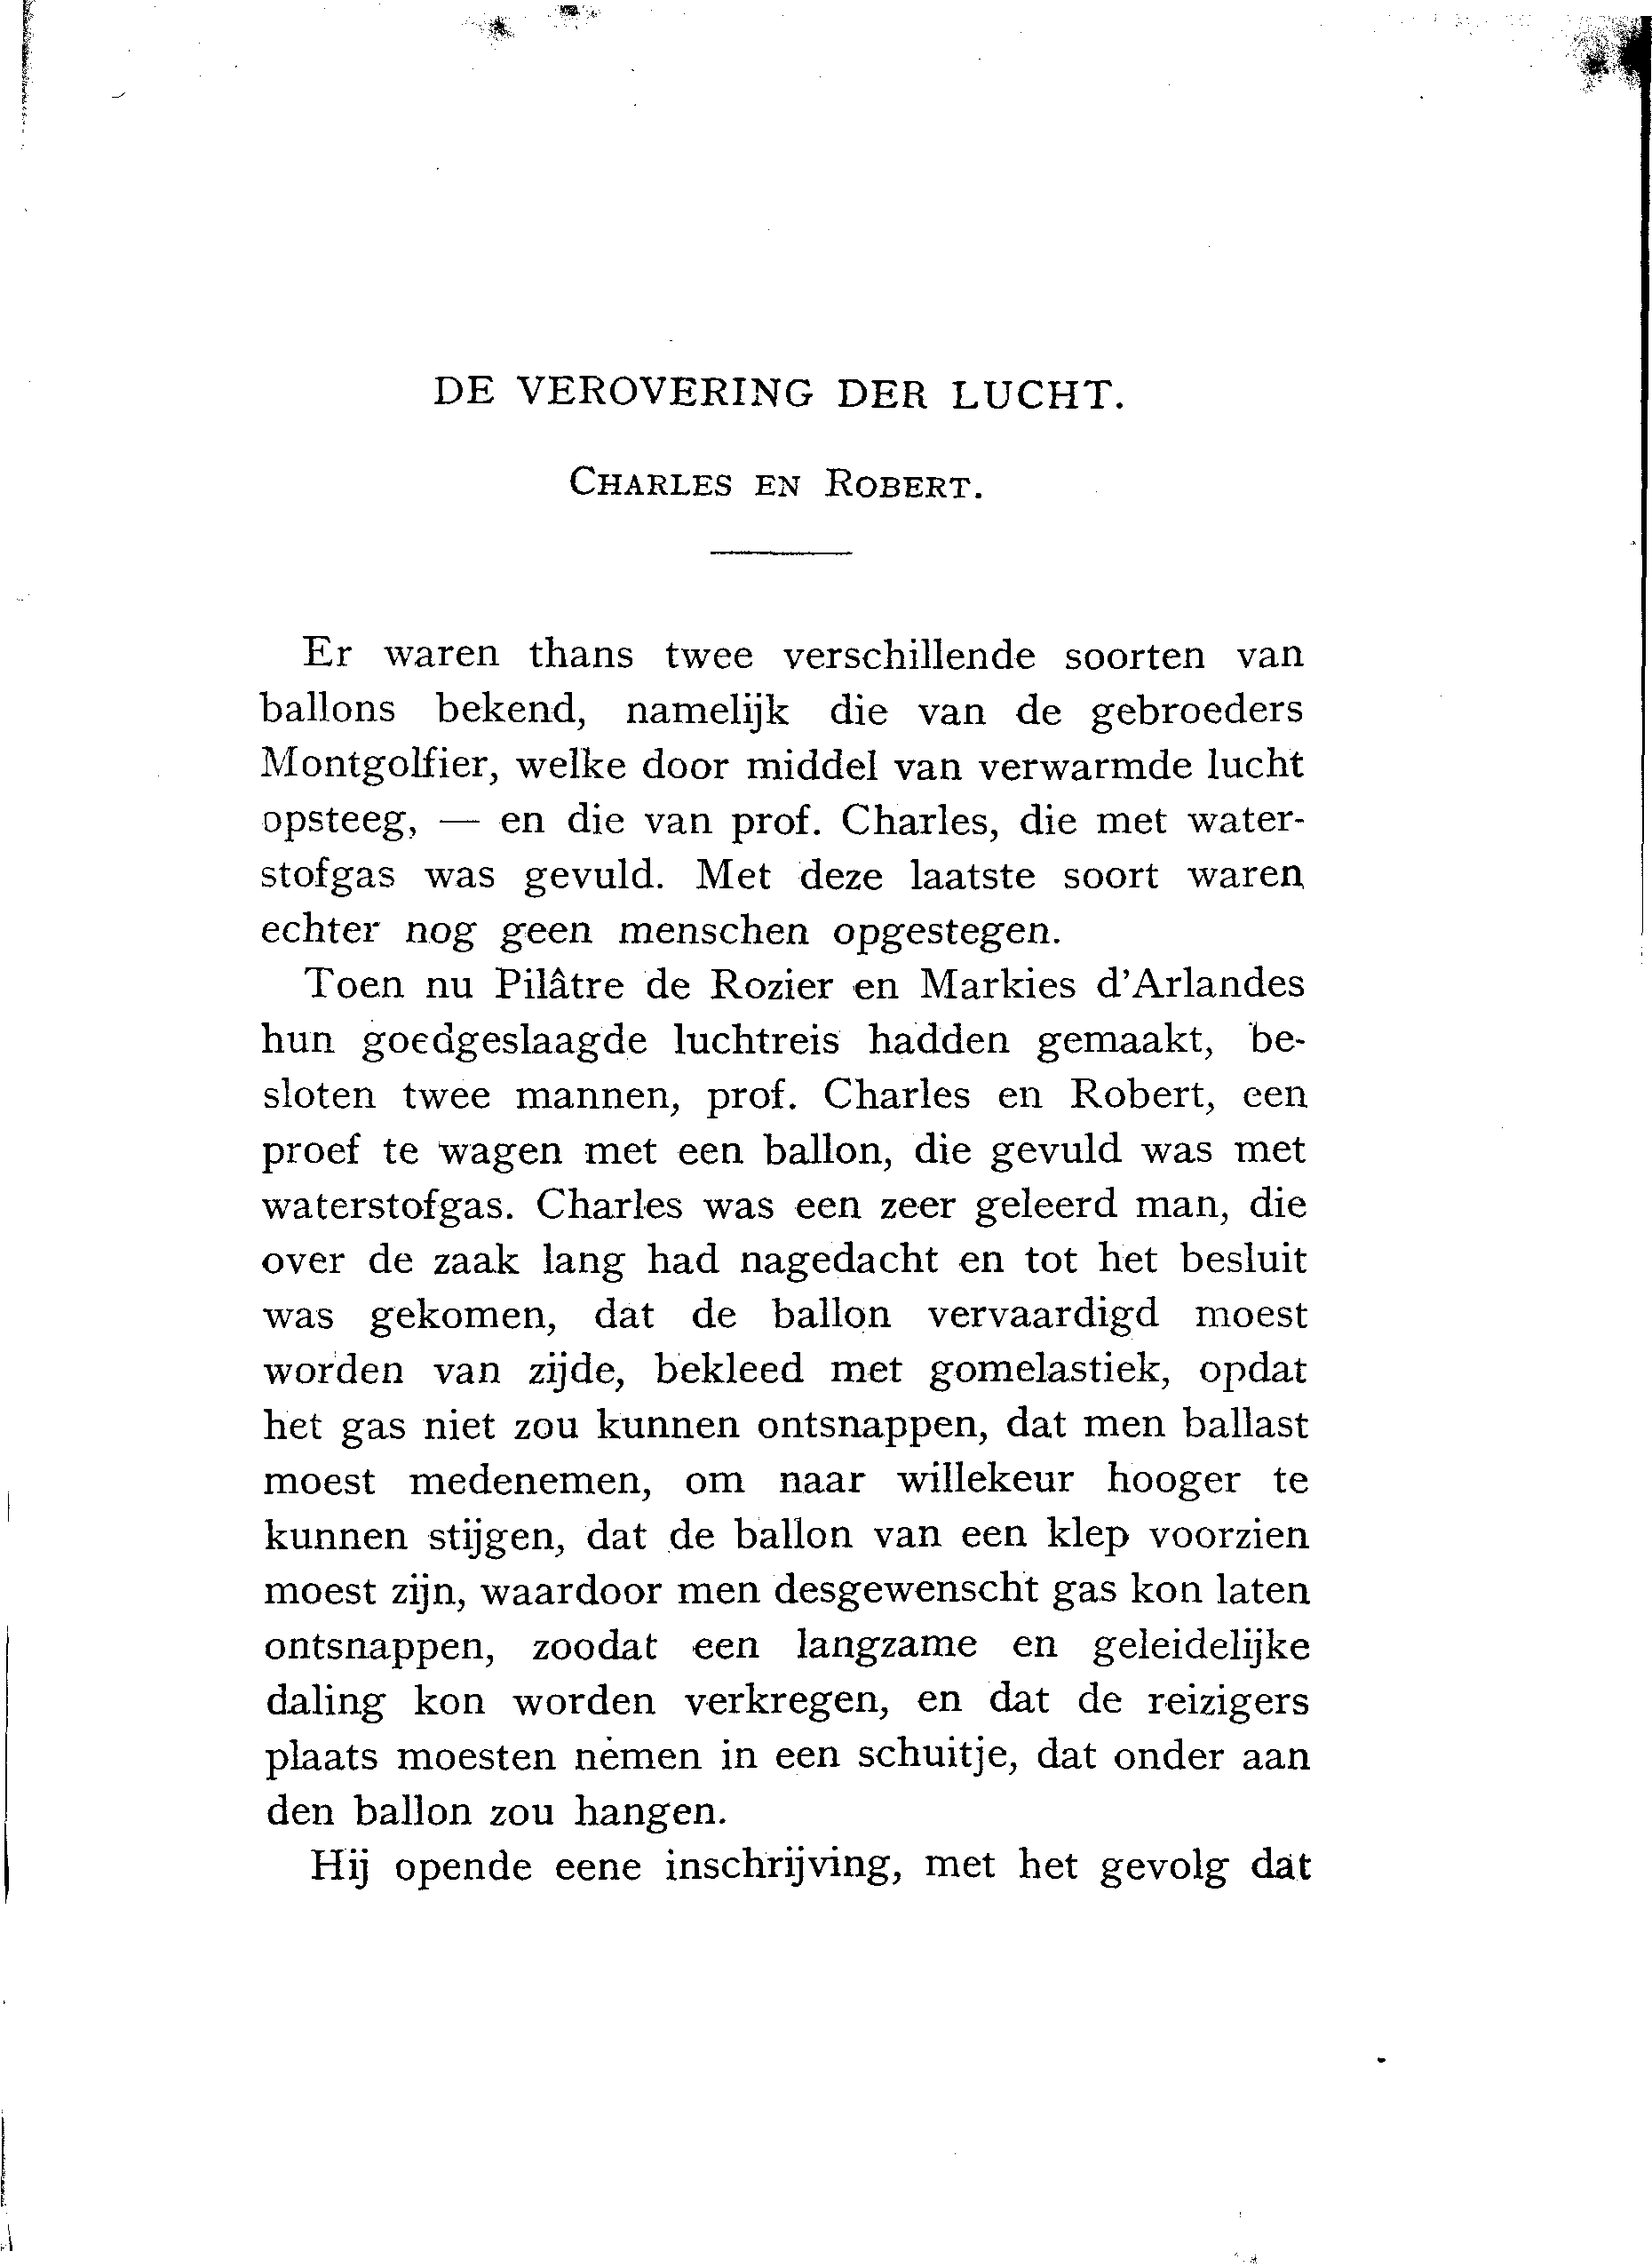 DE VEROVERING DER LUCHT.
CHARLES EN ROBERT.
Er waren thans twee verschillende soorten van
ballons bekend, namelijk die van de gebroeders
Montgolfier, welke door middel van verwarmde lucht
opsteeg, — en die van prof. Charles, die met water-
stofgas was gevuld. Met deze laatste soort waren
echter nog geen menschen opgestegen.
Toen nu Pilâtre de Rozier en Markies d'Arlandes
hun goedgeslaagde luchtreis hadden gemaakt, be-
sloten twee mannen, prof. Charles en Robert, een
proef te wagen met een ballon, die gevuld was met
waterstofgas. Charles was een zeer geleerd man, die
over de zaak lang had nagedacht en tot het besluit
was gekomen, dat de ballon vervaardigd moest
worden van zijde, bekleed met gomelastiek, opdat
het gas niet zou kunnen ontsnappen, dat men ballast
moest medenemen, om naar willekeur hooger te
kunnen stijgen, dat de ballon van een klep voorzien
moest zijn, waardoor men desgewenscht gas kon laten
ontsnappen, zoodat een langzame en geleidelijke
daling kon worden verkregen, en dat de reizigers
plaats moesten nemen in een schuitje, dat onder aan
den ballon zou hangen.
Hij opende eene inschrijving, met het gevolg dat